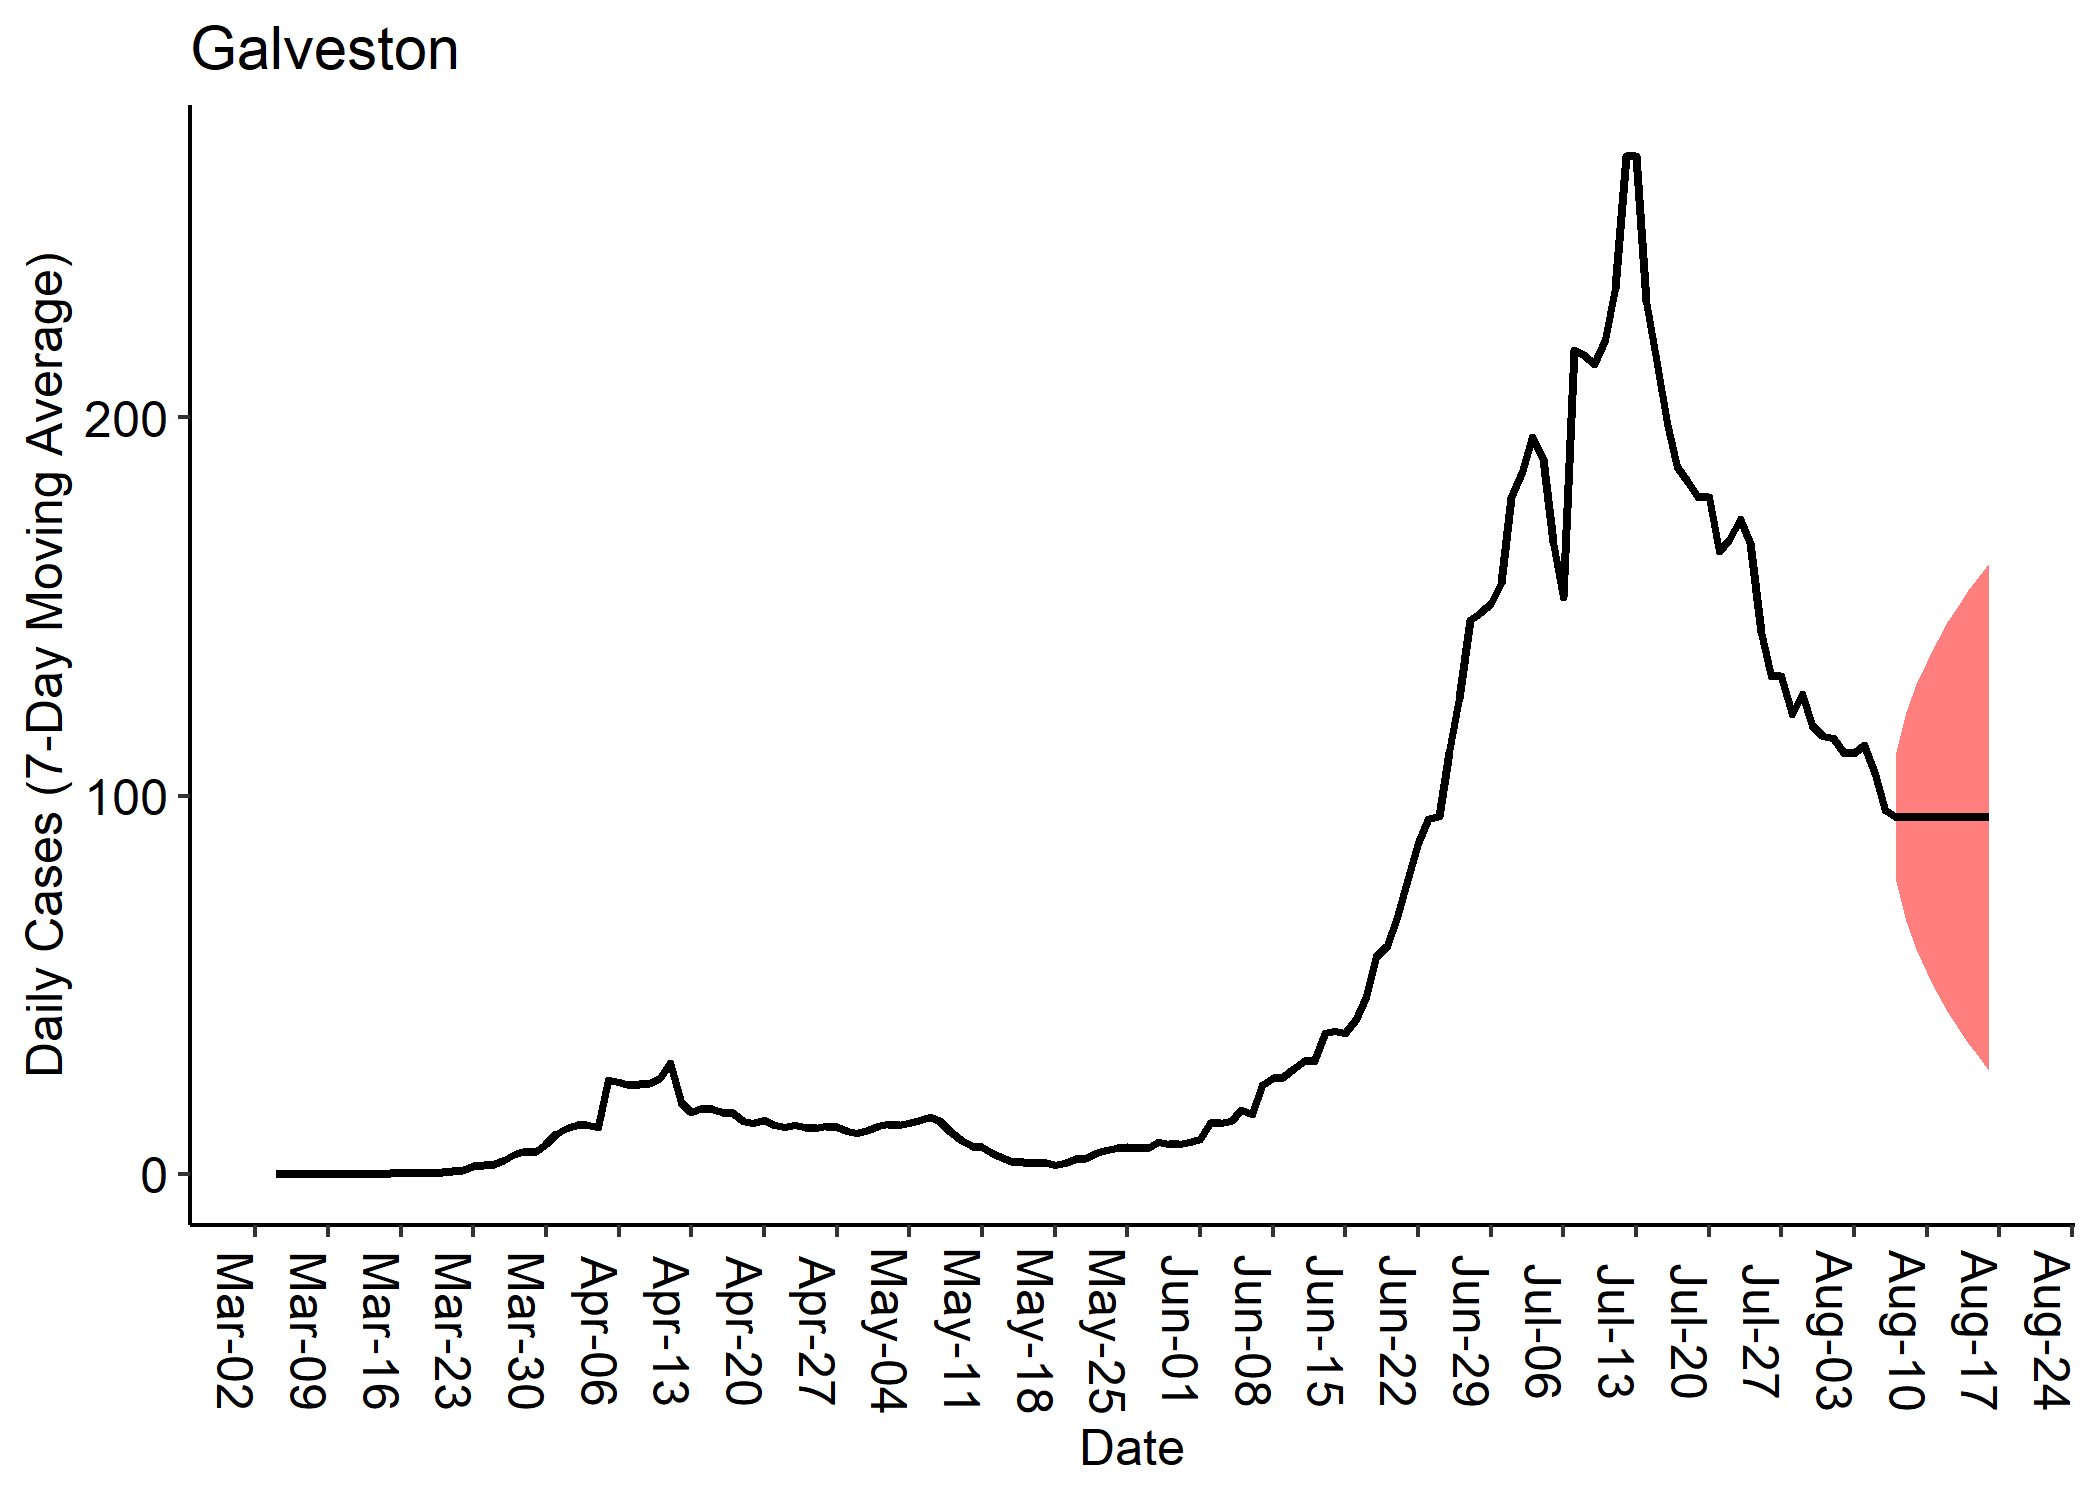 Galveston
Daily Cases (7-Day Moving Average)
200
100
0
Mar-02
Mar-09
Mar-16
Mar-23
Mar-30
Apr-06
Apr-13
Apr-20
Apr-27
May-04
May-11
May-18
May-25
Jun-01
Jun-08
Jun-15
Jun-22
Jun-29
Jul-06
Jul-13
Jul-20
Jul-27
Aug-03
Aug-10
Aug-17
Aug-24
Date